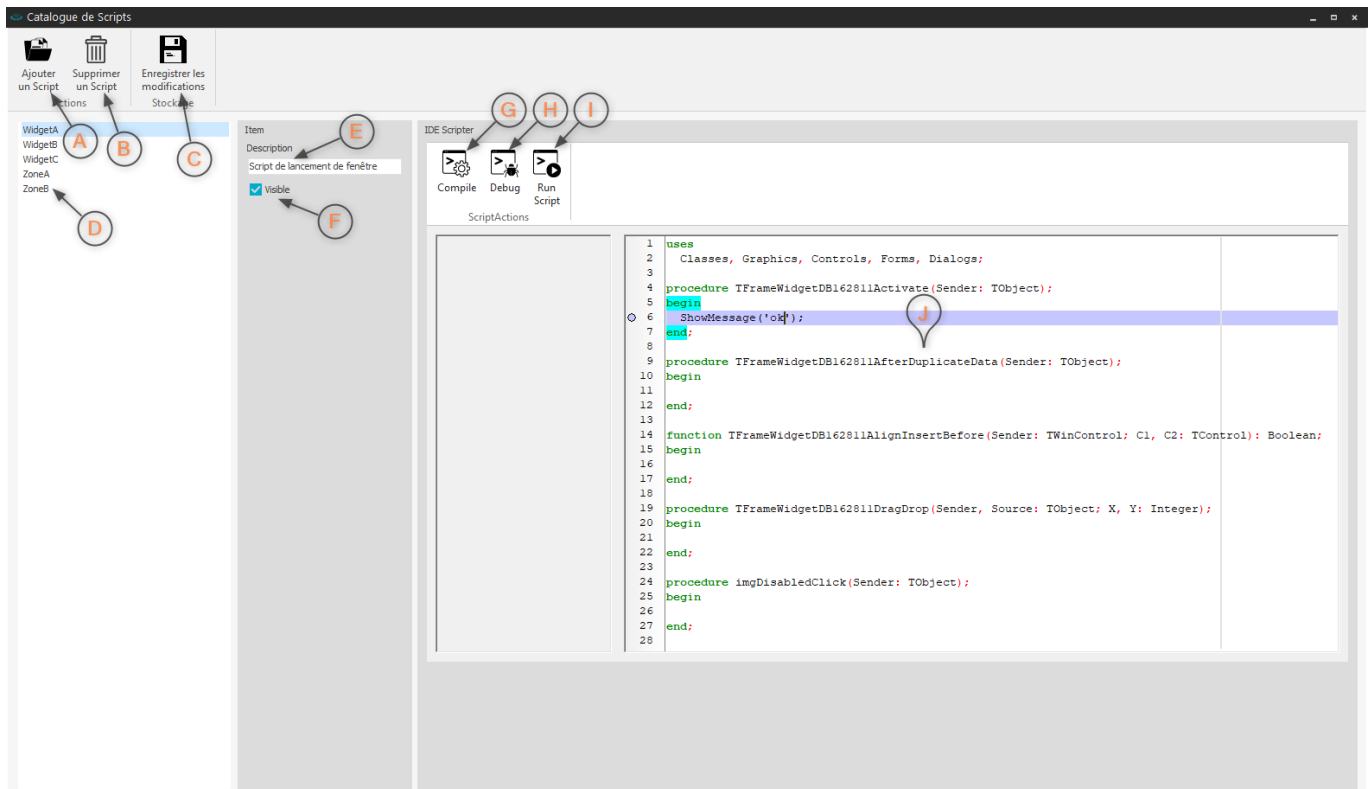 Catalogue de Scripts
Ajouter un Script
Supprimer un Script
Enregistrer les modifications
Stockage
A
B
C
WidgetA
WidgetB
WidgetC
ZoneA
ZoneB
D
Item
Description
E
Script de lancement de fenêtre
Visible
F
IDE Scripter
G
H
I
Compile
Debug
Run Script
ScriptActions
1 uses
2 Classes, Graphics, Controls, Forms, Dialogs;
3
4 procedure TFrameWidgetDB162811Activate(Sender: TObject);
5 begin
6 ShowMessage('ok');
7 end;
J
8
9 procedure TFrameWidgetDB162811AfterDuplicateData(Sender: TObject);
10 begin
11
12 end;
13
14 function TFrameWidgetDB162811AlignInsertBefore(Sender: TWinControl; C1, C2: TControl): Boolean;
15 begin
16
17 end;
18
19 procedure TFrameWidgetDB162811DragDrop(Sender, Source: TObject; X, Y: Integer);
20 begin
21
22 end;
23
24 procedure imgDisabledClick(Sender: TObject);
25 begin
26
27 end;
28